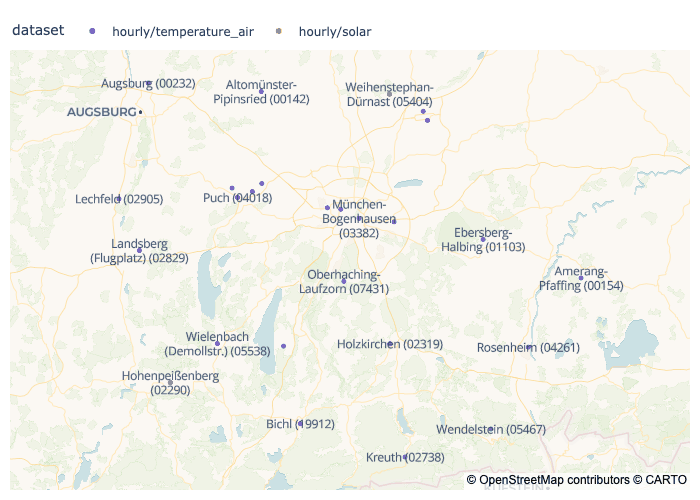 dataset hourly/temperature_air hourly/solar
Augsburg (00232)
Altomünster-
Pipinsried (00142)
Weihenstephan-
Dürnast (05404)
AUGSBURG
Lechfeld (02905)
Puch (04018)
München-
Bogenhausen
(03382)
Landsberg
(Flugplatz) (02829)
Ebersberg-
Halbing (01103)
Oberhaching-
Laufzorn (07431)
Amerang-
Pfaffing (00154)
Wielenbach
(Demollstr.) (05538)
Holzkirchen (02319)
Rosenheim (04261)
Hohenpeißenberg
(02290)
Bichl (19912)
Wendelstein (05467)
Kreuth (02738)
© OpenStreetMap contributors © CARTO